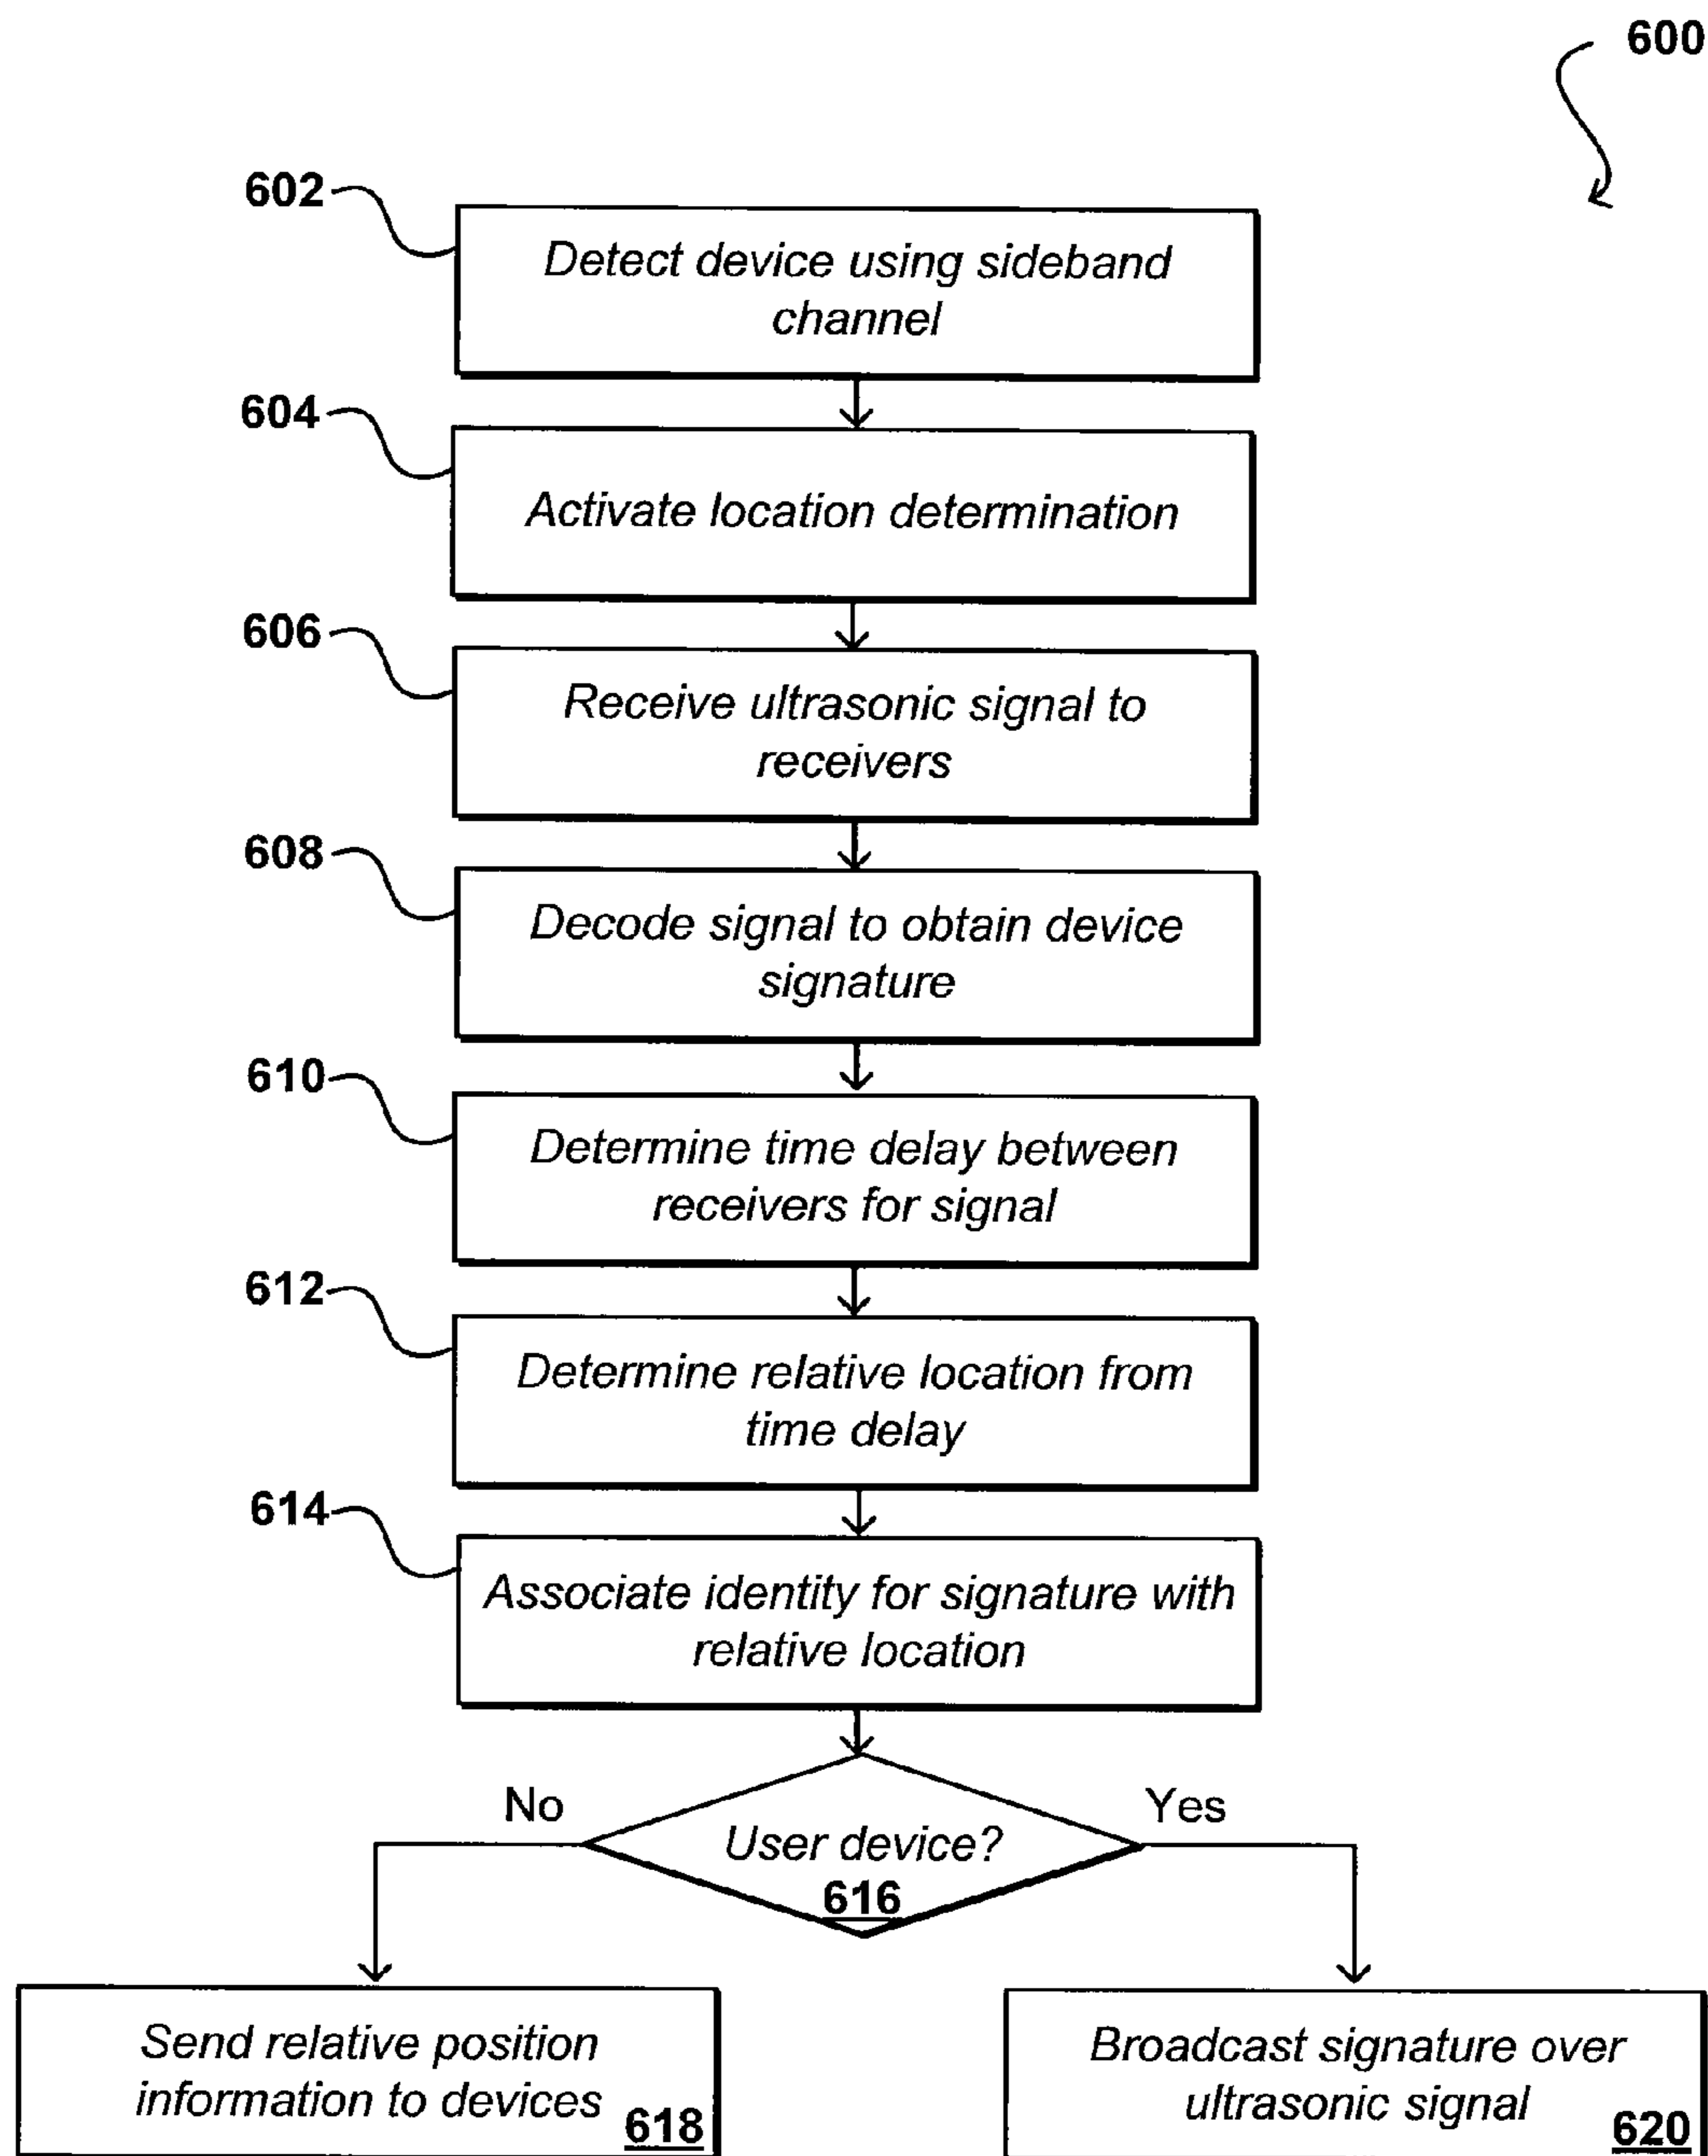 600
602
Detect device using sideband
channel
604
Activate location determination
606
Receive ultrasonic signal to
receivers
608
Decode signal to obtain device
signature
610
Determine time delay between
receivers for signal
612
Determine relative location from
time delay
614
Associate identity for signature with
relative location
No
Yes
User device?
616
Send relative position
information to devices
618
Broadcast signature over
ultrasonic signal
620